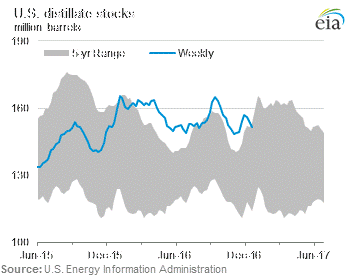 U.S. distillate stocks
million barrels
eia
190
5-yr Range
Weekly
160
130
100
Jun-15 Dec-15 Jun-16 Dec-16 Jun-17
Source: U.S. Energy Information Administration